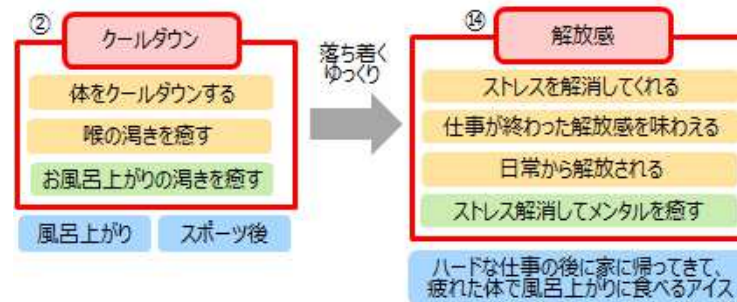 ②
クールダウン
体をクールダウンする
喉の渇きを癒す
お風呂上がりの渇きを癒す
風呂上がり
スポーツ後
落ち着く
ゆっくり
⑭
解放感
ストレスを解消してくれる
仕事が終わった解放感を味わえる
日常から解放される
ストレス解消してメンタルを癒す
ハードな仕事の後に家に帰ってきて、
疲れた体で風呂上がりに食べるアイス